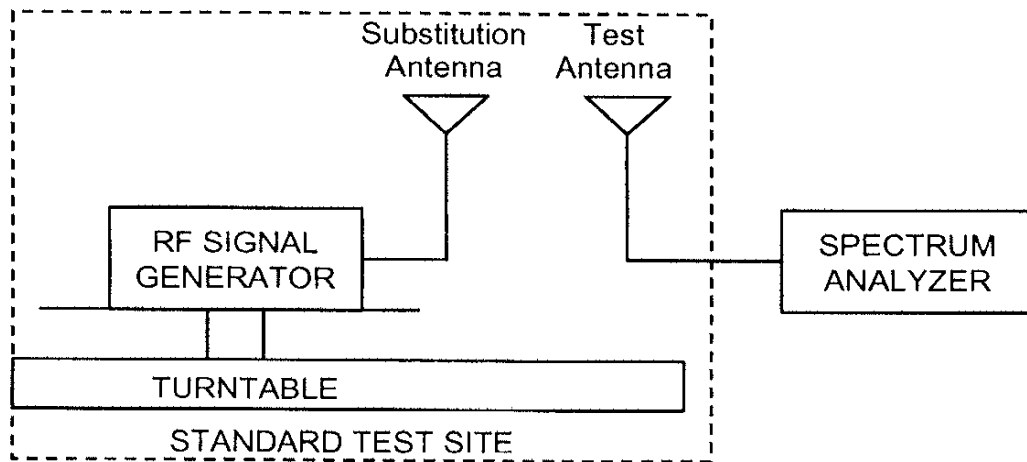 Substitution
Antenna
Test
Antenna
RF SIGNAL
GENERATOR
SPECTRUM
ANALYZER
TURNTABLE
STANDARD TEST SITE